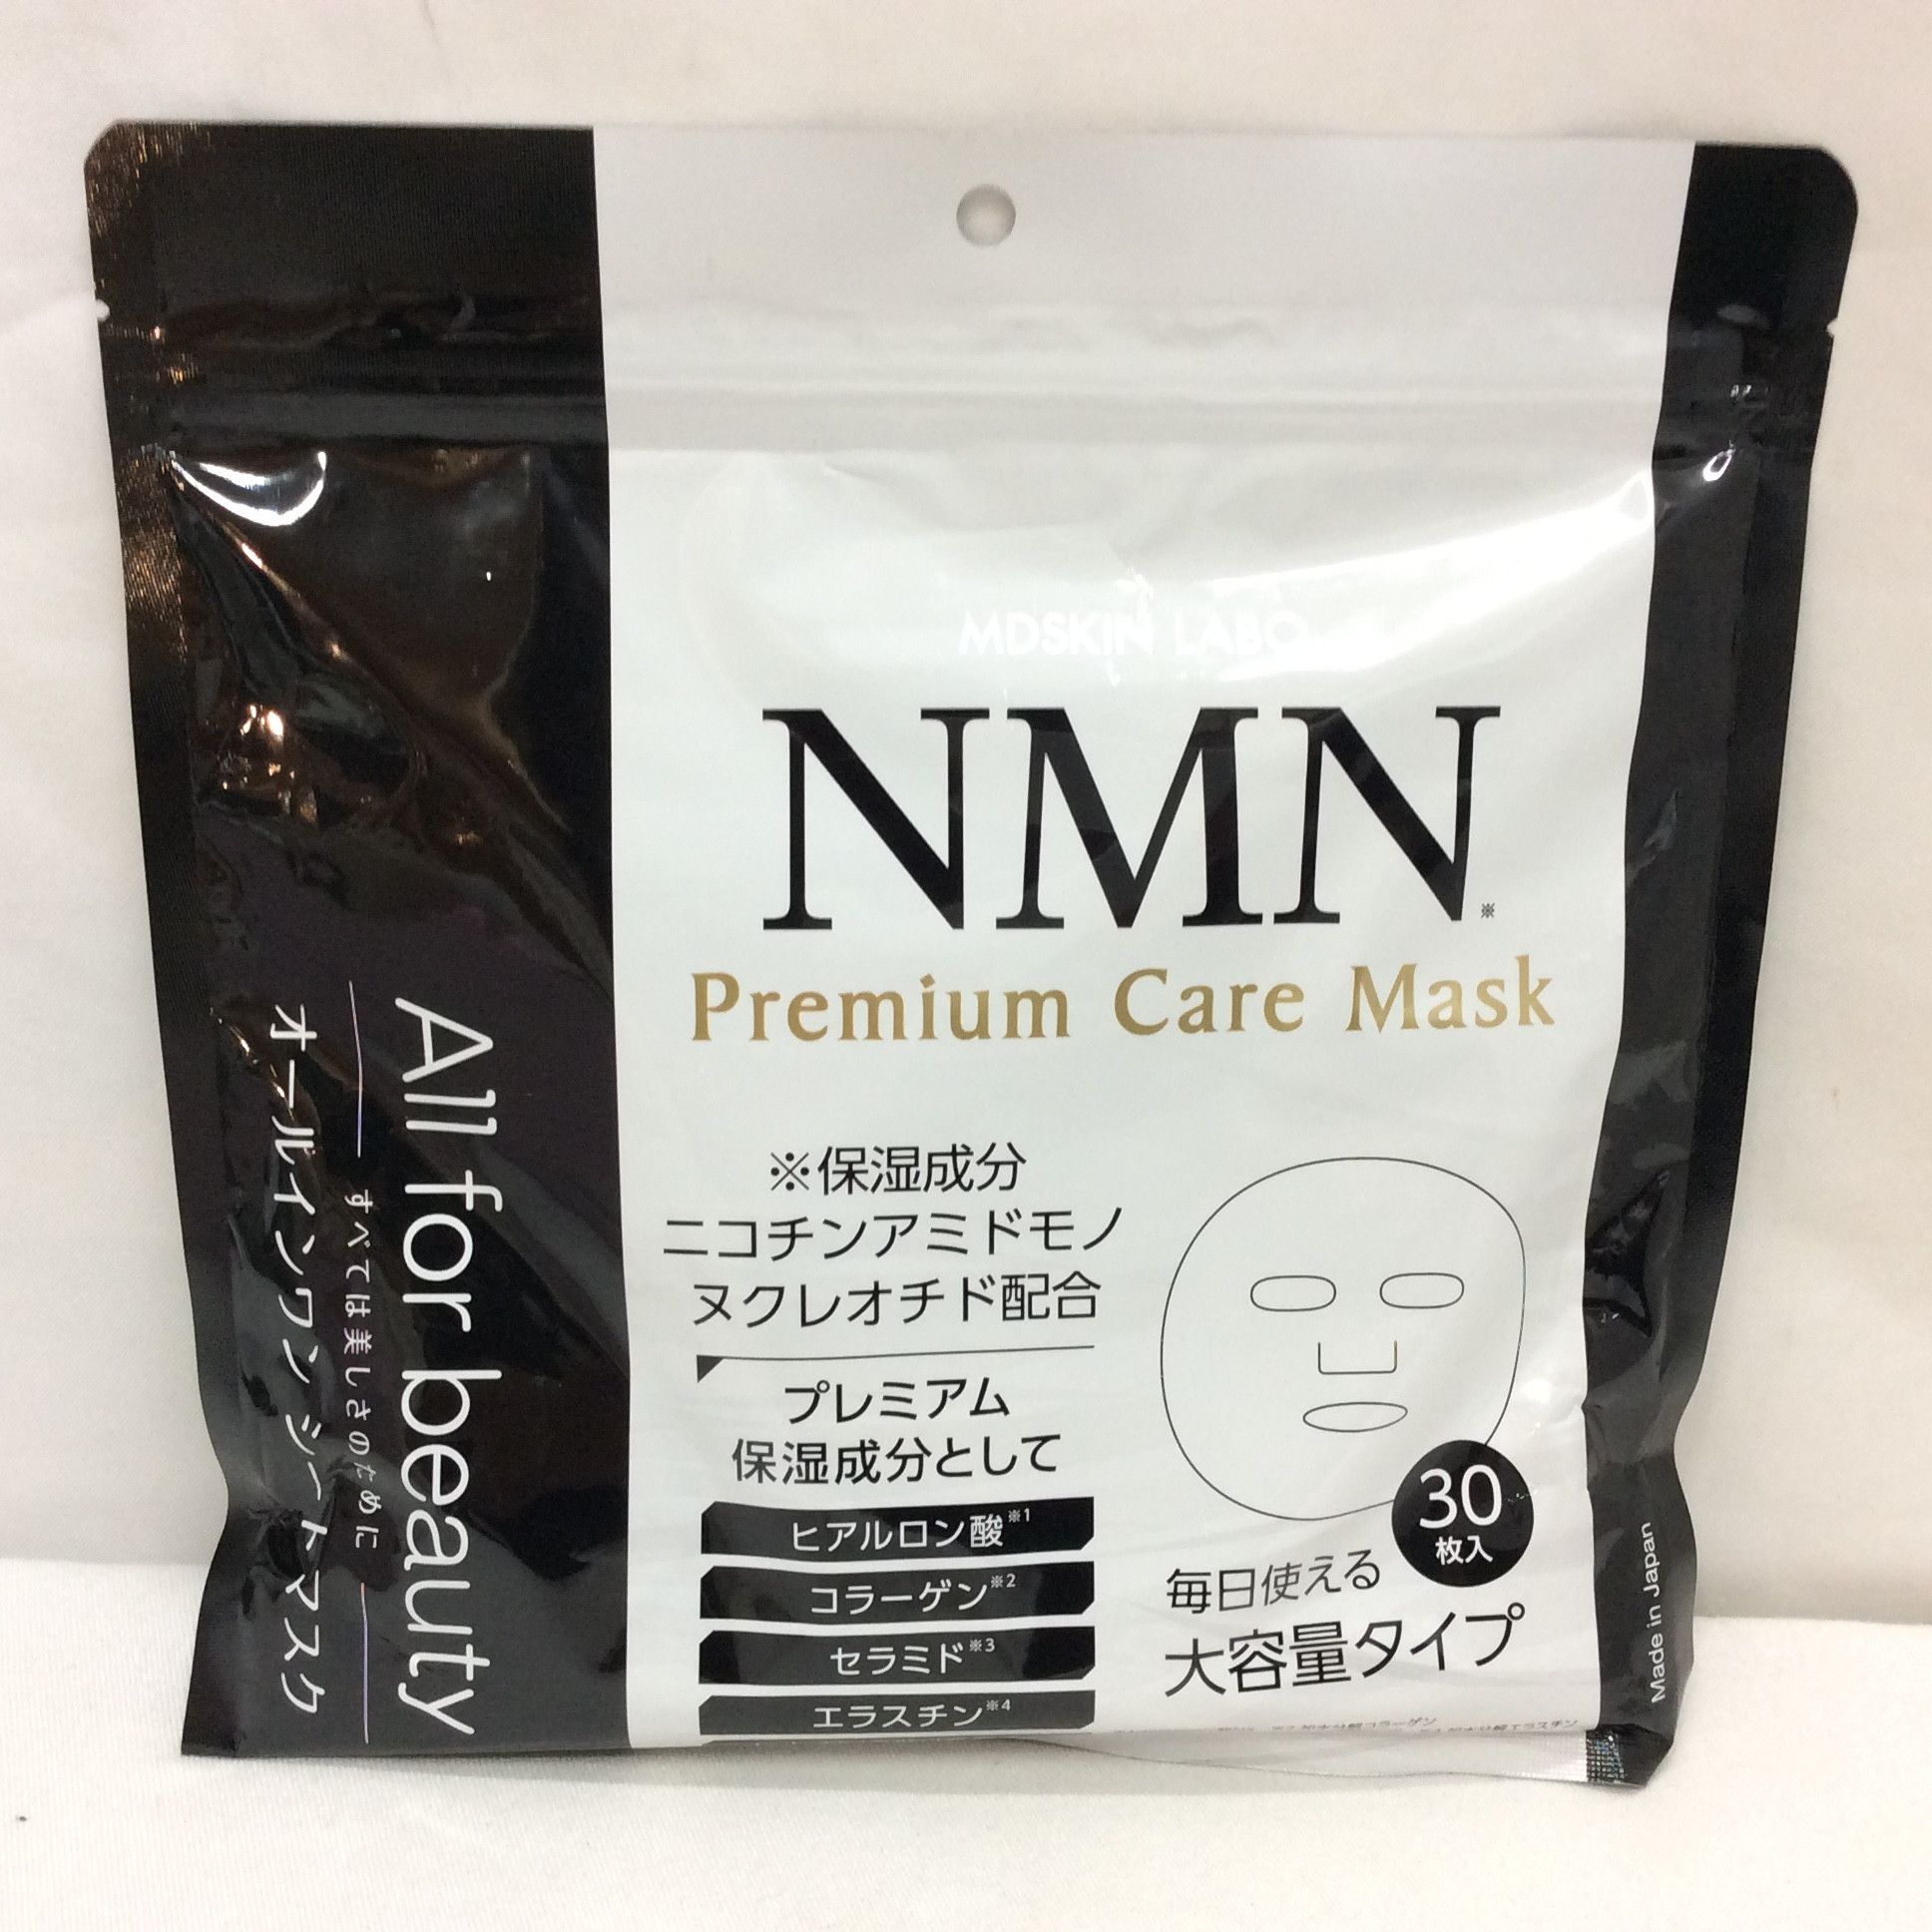 MDSKIN LABO
NMN※
Premium Care Mask
※保湿成分
ニコチンアミドモノ
ヌクレオチド配合
プレミアム
保湿成分として
ヒアルロン酸※1
コラーゲン※2
セラミド※3
エラスチン※4
30
枚入
毎日使える
大容量タイプ
All for beauty
すべては美しさのために
オールインワン シートマスク
Made in Japan